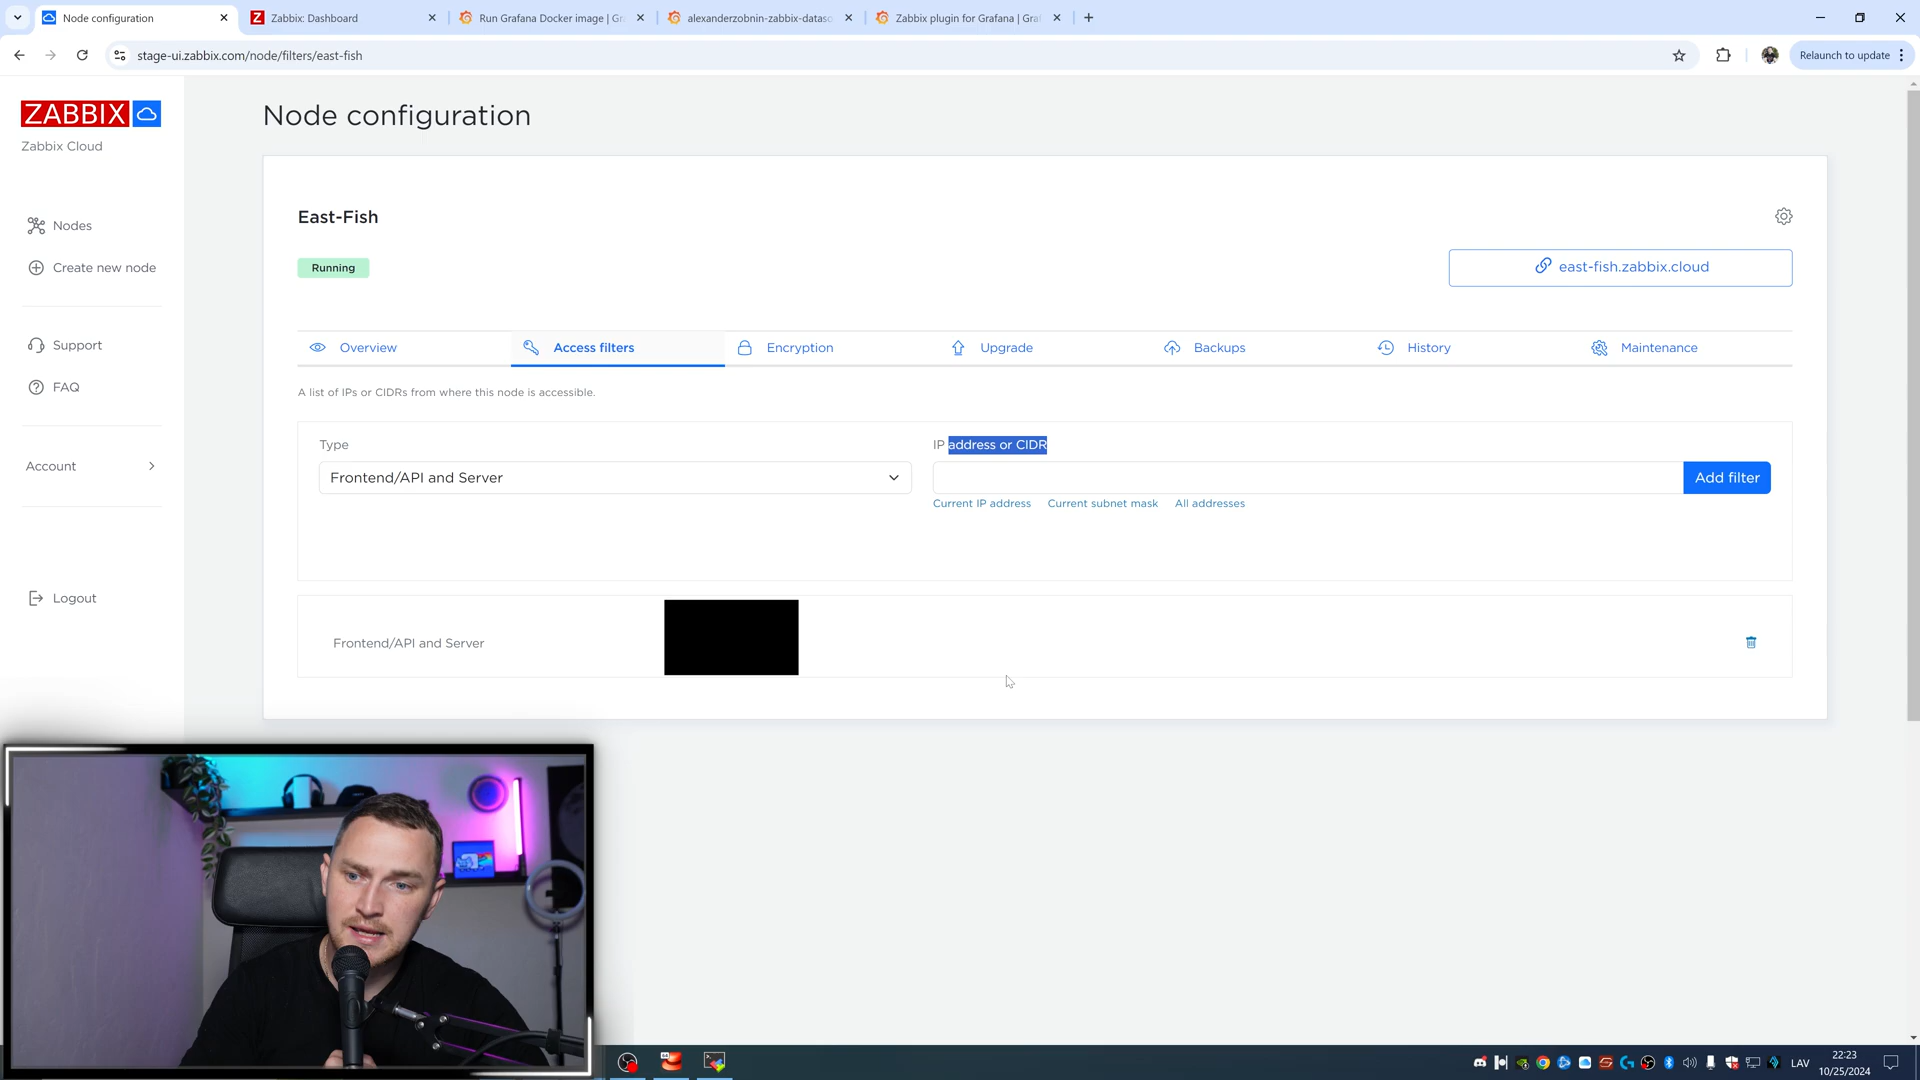 Node configuration
Zabbix: Dashboard
Run Grafana Docker image | Gr
alexanderzobnin-zabbix-dataso
Zabbix plugin for Grafana | Gra
stage-ui.zabbix.com/node/filters/east-fish
Relaunch to update
ZABBIX
Zabbix Cloud
Nodes
Create new node
Support
FAQ
Account
Logout
Node configuration
East-Fish
Running
east-fish.zabbix.cloud
Overview
Access filters
Encryption
Upgrade
Backups
History
Maintenance
A list of IPs or CIDRs from where this node is accessible.
Type
IP address or CIDR
Frontend/API and Server
Add filter
Current IP address
Current subnet mask
All addresses
Frontend/API and Server
LAV
22:23
10/25/2024